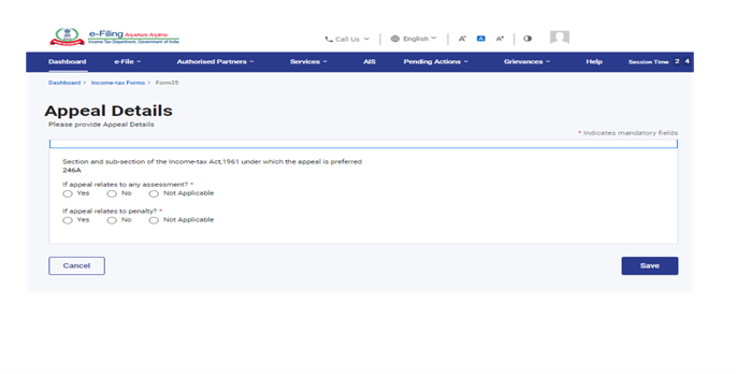 e-Filing Anywhere Anytime
Income Tax Department, Government of India
Call Us
English
A-
A
A+
Dashboard e-File Authorised Partners Services AIS Pending Actions Grievances Help Session Time 2 4
Dashboard > Income-tax Forms > Form35
Appeal Details
Please provide Appeal Details
* Indicates mandatory fields
Section and sub-section of the Income-tax Act,1961 under which the appeal is preferred
246A
If appeal relates to any assessment? *
Yes No Not Applicable
If appeal relates to penalty? *
Yes No Not Applicable
Cancel Save